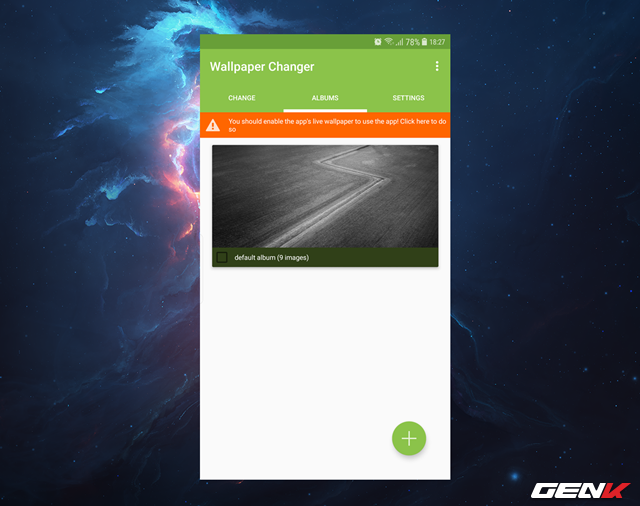 78% 18:27
Wallpaper Changer
CHANGE ALBUMS SETTINGS
You should enable the app's live wallpaper to use the app! Click here to do
so
default album (9 images)
GENK